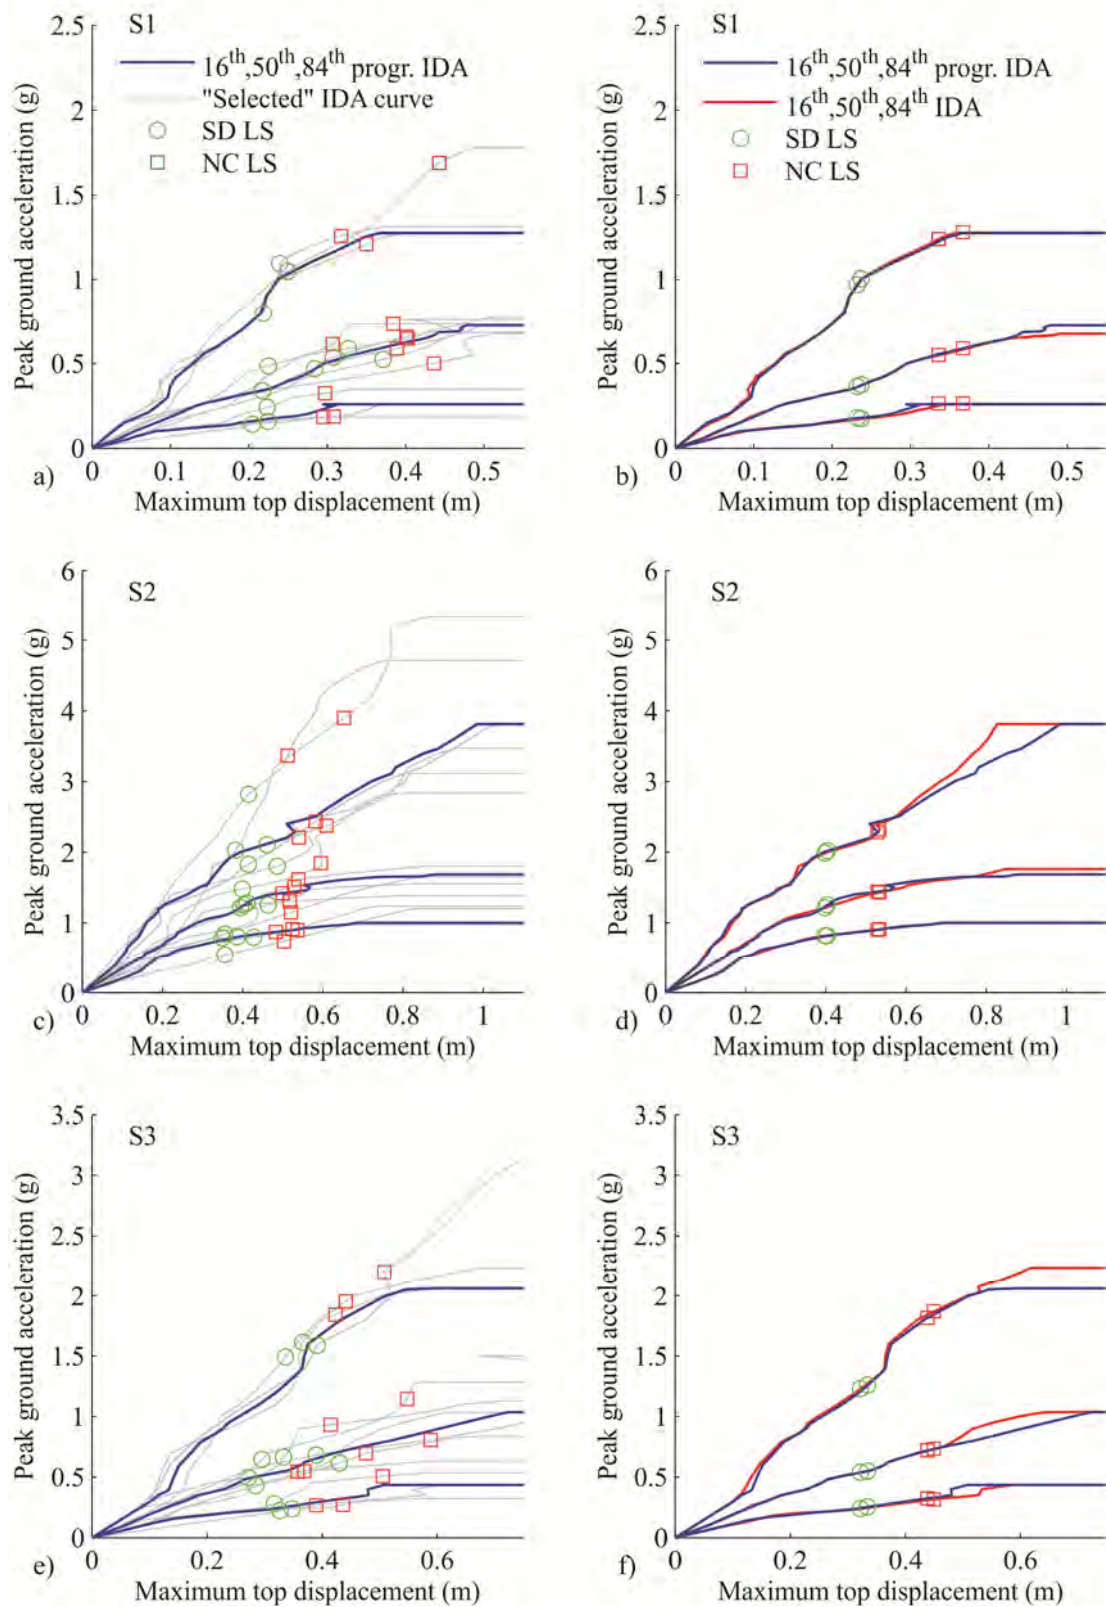 S1
2.5
2
1.5
1
0.5
0
0 0.1 0.2 0.3 0.4 0.5
Peak ground acceleration (g)
16th,50th,84th progr. IDA
"Selected" IDA curve
SD LS
NC LS
a)
Maximum top displacement (m)
S1
2.5
2
1.5
1
0.5
0
0 0.1 0.2 0.3 0.4 0.5
Peak ground acceleration (g)
16th,50th,84th progr. IDA
16th,50th,84th IDA
SD LS
NC LS
b)
Maximum top displacement (m)
S2
6
5
4
3
2
1
0
0 0.2 0.4 0.6 0.8 1
Peak ground acceleration (g)
c)
Maximum top displacement (m)
S2
6
5
4
3
2
1
0
0 0.2 0.4 0.6 0.8 1
Peak ground acceleration (g)
d)
Maximum top displacement (m)
S3
3.5
3
2.5
2
1.5
1
0.5
0
0 0.2 0.4 0.6
Peak ground acceleration (g)
e)
Maximum top displacement (m)
S3
3.5
3
2.5
2
1.5
1
0.5
0
0 0.2 0.4 0.6
Peak ground acceleration (g)
f)
Maximum top displacement (m)